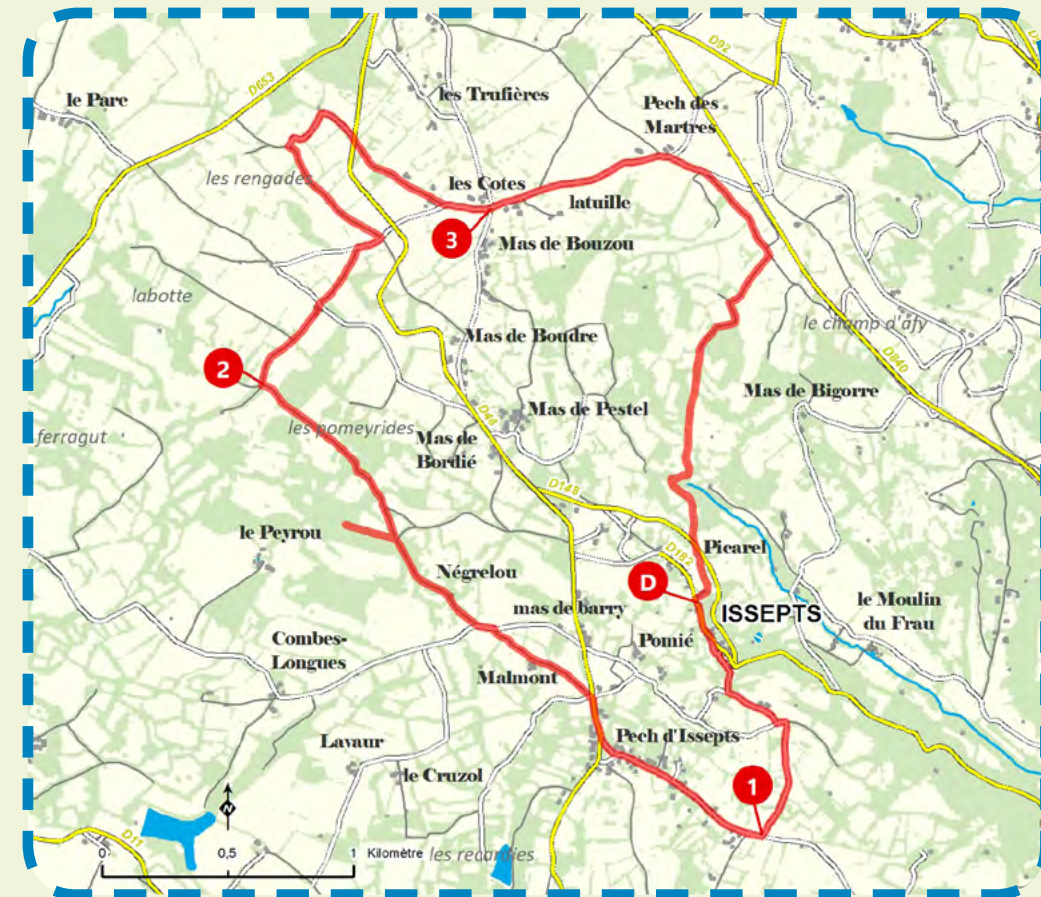 D92
D653
le Parc
les Trufières
Pech des
Martres
les rengades
les Cotes
latuille
3
Mas de Bouzou
labotte
le champ d'afy
Mas de Boudre
D840
2
Mas de Bigorre
Mas de Pestel
les pomeyrides
D48
ferragut
Mas de
Bordié
D148
le Peyrou
Picarel
D182
Négrelou
D
mas de barry
ISSEPTS
le Moulin
du Frau
Combes-
Longues
Pomié
Malmont
Lavaur
Pech d'Issepts
le Cruzol
1
N
D11
0
0,5
1
Kilomètre
les recardies